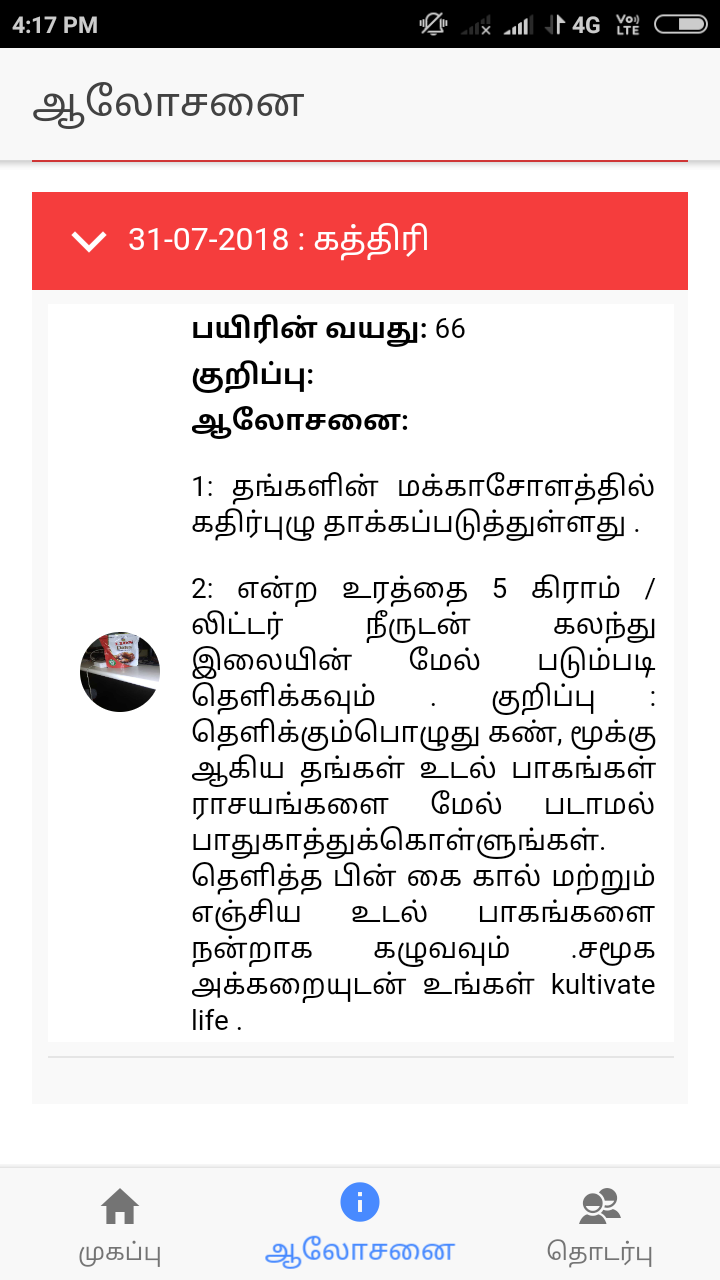 4:17 PM 4G Vo)) LTE
ஆலோசனை
31-07-2018 : கத்திரி
பயிரின் வயது: 66
குறிப்பு:
ஆலோசனை:
1: தங்களின் மக்காசோளத்தில்
கதிர்புழு தாக்கப்படுத்துள்ளது .
2: என்ற உரத்தை 5 கிராம் /
லிட்டர் நீருடன் கலந்து
இலையின் மேல் படும்படி
தெளிக்கவும் . குறிப்பு :
தெளிக்கும்பொழுது கண், மூக்கு
ஆகிய தங்கள் உடல் பாகங்கள்
ராசயங்களை மேல் படாமல்
பாதுகாத்துக்கொள்ளுங்கள்.
தெளித்த பின் கை கால் மற்றும்
எஞ்சிய உடல் பாகங்களை
நன்றாக கழுவவும் .சமூக
அக்கறையுடன் உங்கள் kultivate
life .
முகப்பு
ஆலோசனை
தொடர்பு